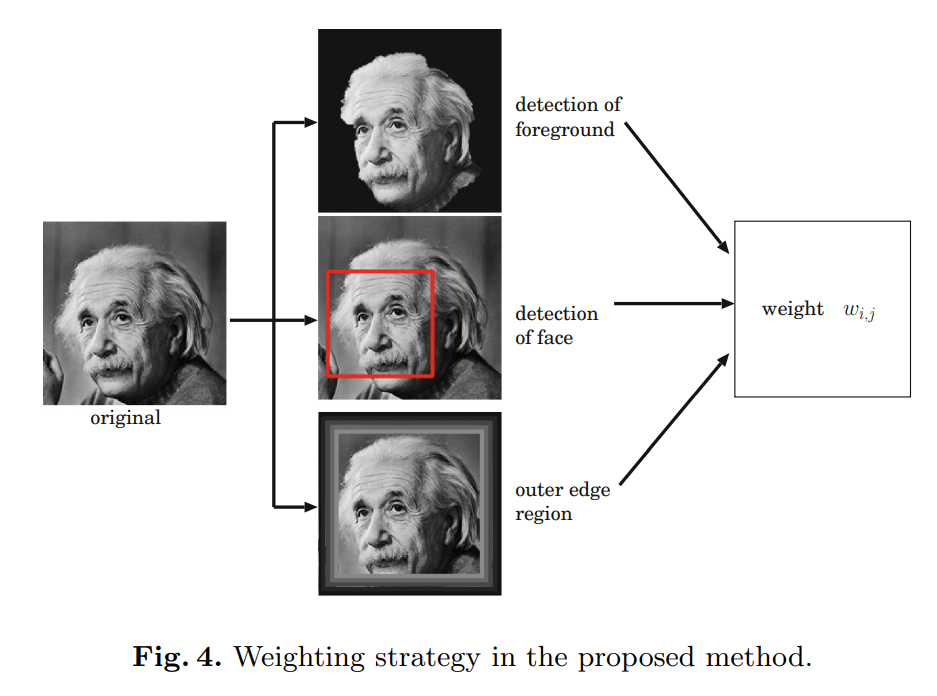 detection of
foreground
original
detection
of face
weight w_{i,j}
outer edge
region
Fig. 4. Weighting strategy in the proposed method.